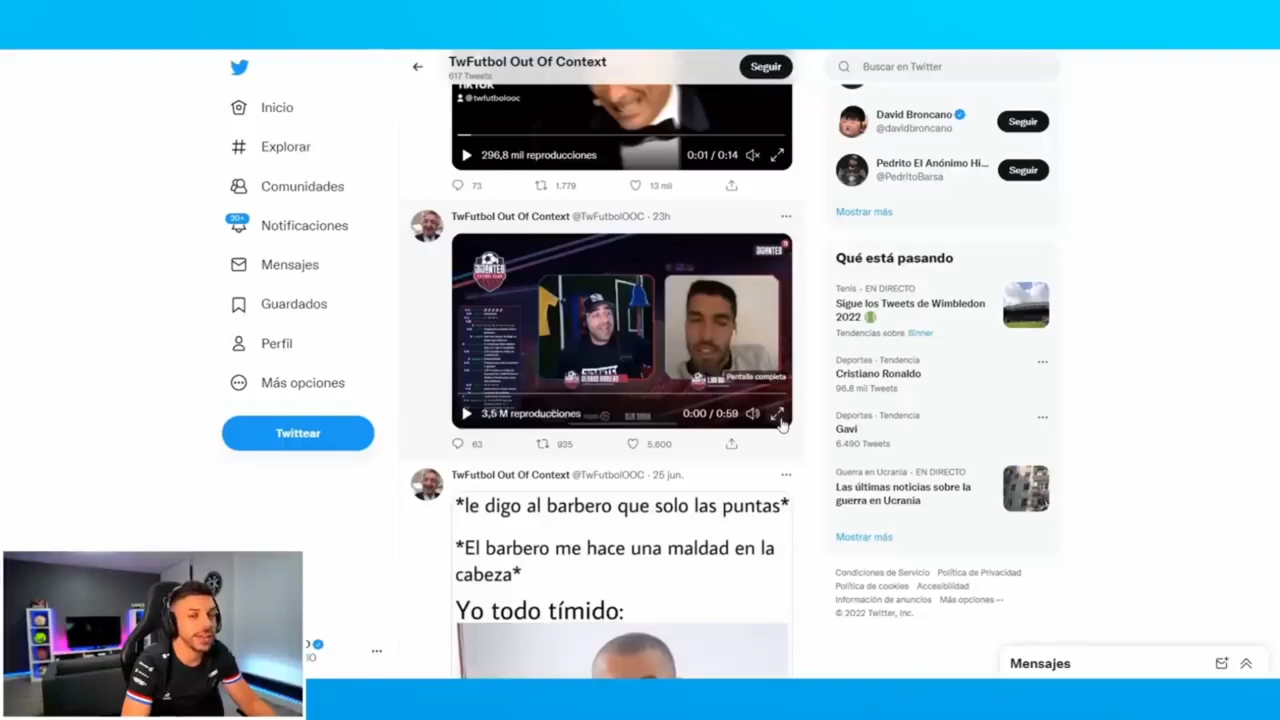 TwFutbol Out Of Context
617 Tweets
Seguir
Buscar en Twitter
Inicio
Explorar
Comunidades
20+
Notificaciones
Mensajes
Guardados
Perfil
Más opciones
Twittear
TikTok
@twfutbolooc
296,8 mil reproducciones
0:01 / 0:14
73
1.779
13 mil
TwFutbol Out Of Context @TwFutbolOOC · 23h
GIGANTES
GIGANTES
Pantalla completa
3,5 M reproducciones
0:00 / 0:59
63
935
5.600
TwFutbol Out Of Context @TwFutbolOOC · 25 jun.
*le digo al barbero que solo las puntas*
*El barbero me hace una maldad en la
cabeza*
Yo todo tímido:
David Broncano
@davidbroncano
Seguir
Pedrito El Anónimo Hi...
@PedritoBarsa
Seguir
Mostrar más
Qué está pasando
Tenis · EN DIRECTO
Sigue los Tweets de Wimbledon
2022
Tendencias sobre Sinner
Deportes · Tendencia
Cristiano Ronaldo
96,8 mil Tweets
Deportes · Tendencia
Gavi
6.490 Tweets
Guerra en Ucrania · EN DIRECTO
Las últimas noticias sobre la
guerra en Ucrania
Mostrar más
Condiciones de Servicio Política de Privacidad
Política de cookies Accesibilidad
Información de anuncios Más opciones ···
© 2022 Twitter, Inc.
Mensajes